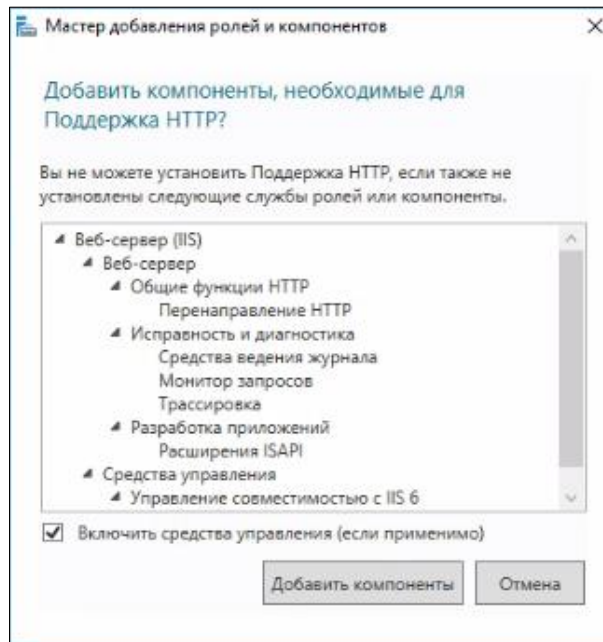 Мастер добавления ролей и компонентов
Добавить компоненты, необходимые для
Поддержка HTTP?
Вы не можете установить Поддержка HTTP, если также не
установлены следующие службы ролей или компоненты.
Веб-сервер (IIS)
Веб-сервер
Общие функции HTTP
Перенаправление HTTP
Исправность и диагностика
Средства ведения журнала
Монитор запросов
Трассировка
Разработка приложений
Расширения ISAPI
Средства управления
Управление совместимостью с IIS 6
Включить средства управления (если применимо)
Добавить компоненты
Отмена